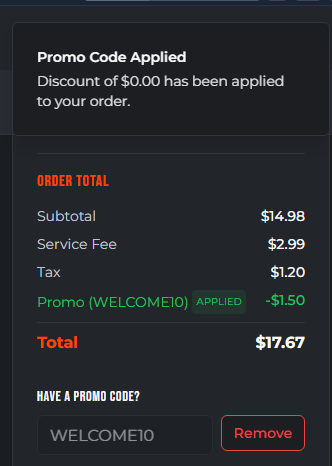 Promo Code Applied
Discount of $0.00 has been applied
to your order.
ORDER TOTAL
Subtotal $14.98
Service Fee $2.99
Tax $1.20
Promo (WELCOME10) APPLIED -$1.50
Total $17.67
HAVE A PROMO CODE?
WELCOME10 Remove